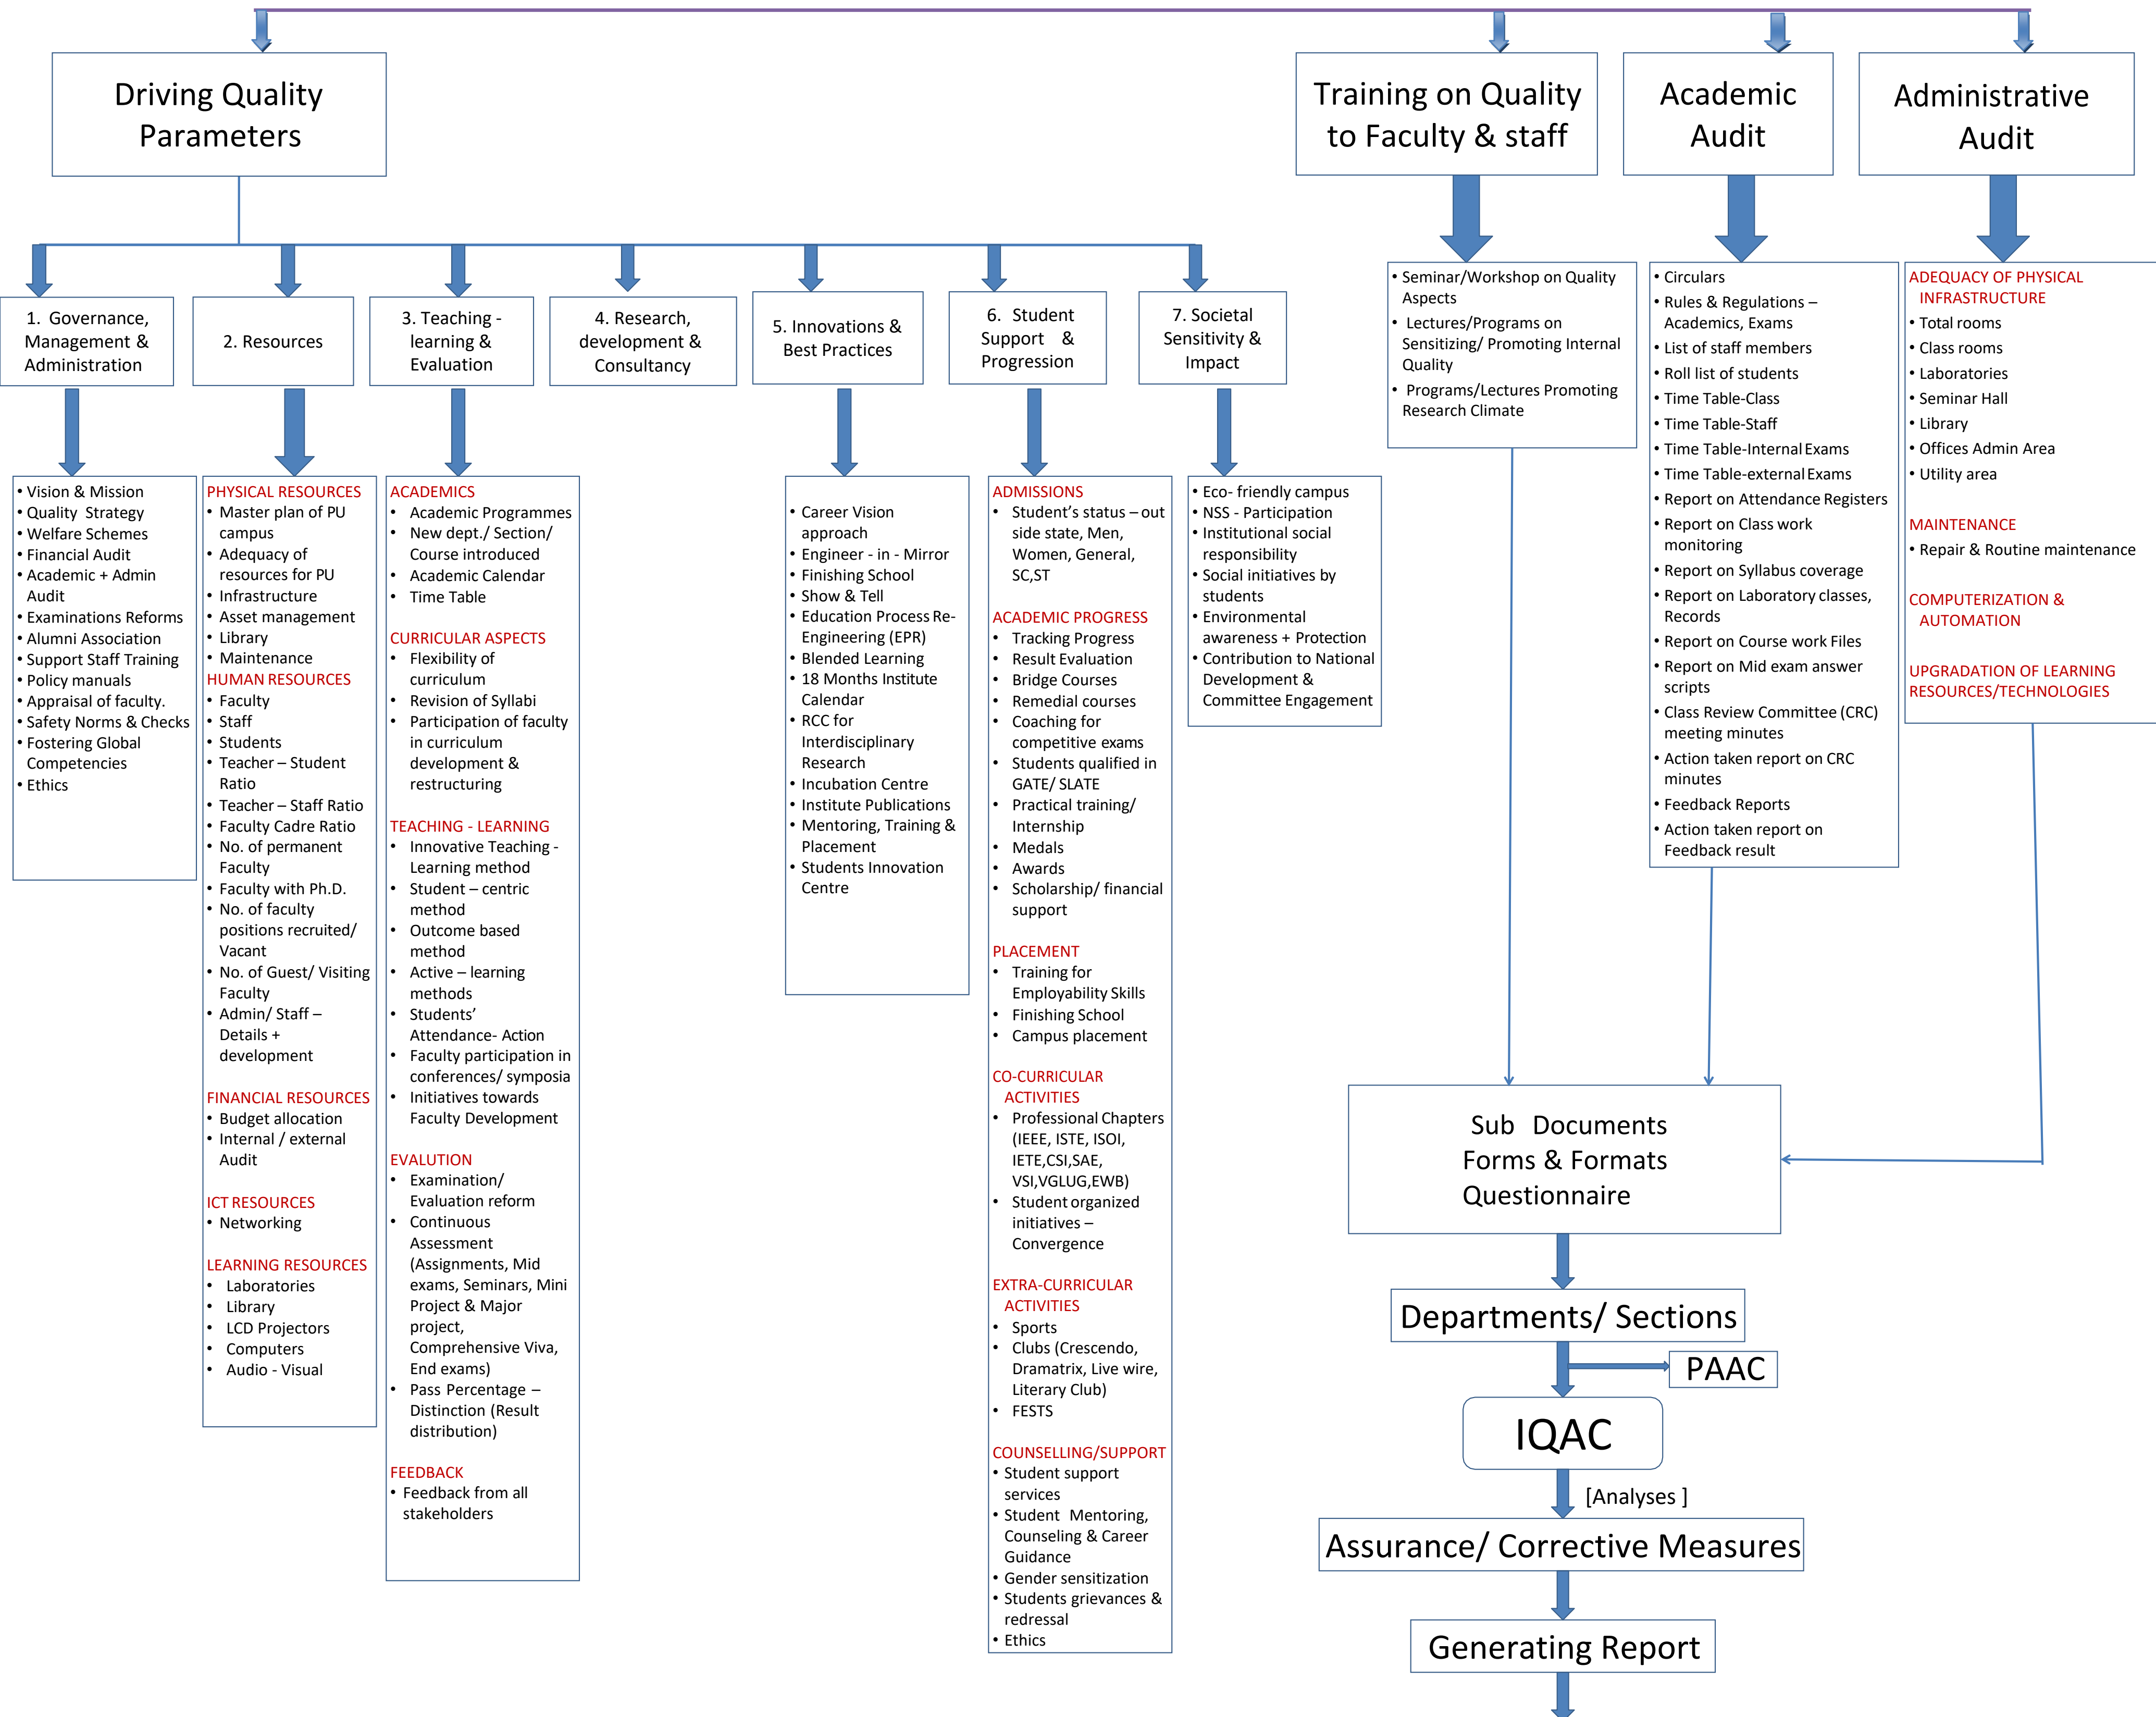 Driving Quality
Parameters
Training on Quality
to Faculty & staff
Academic
Audit
Administrative
Audit
1. Governance,
Management &
Administration
2. Resources
3. Teaching -
learning &
Evaluation
4. Research,
development &
Consultancy
5. Innovations &
Best Practices
6. Student
Support &
Progression
7. Societal
Sensitivity &
Impact
• Vision & Mission
• Quality Strategy
• Welfare Schemes
• Financial Audit
• Academic + Admin
Audit
• Examinations Reforms
• Alumni Association
• Support Staff Training
• Policy manuals
• Appraisal of faculty.
• Safety Norms & Checks
• Fostering Global
Competencies
• Ethics
PHYSICAL RESOURCES
• Master plan of PU
campus
• Adequacy of
resources for PU
• Infrastructure
• Asset management
• Library
• Maintenance
HUMAN RESOURCES
• Faculty
• Staff
• Students
• Teacher – Student
Ratio
• Teacher – Staff Ratio
• Faculty Cadre Ratio
• No. of permanent
Faculty
• Faculty with Ph.D.
• No. of faculty
positions recruited/
Vacant
• No. of Guest/ Visiting
Faculty
• Admin/ Staff –
Details +
development
FINANCIAL RESOURCES
• Budget allocation
• Internal / external
Audit
ICT RESOURCES
• Networking
LEARNING RESOURCES
• Laboratories
• Library
• LCD Projectors
• Computers
• Audio - Visual
ACADEMICS
• Academic Programmes
• New dept./ Section/
Course introduced
• Academic Calendar
• Time Table
CURRICULAR ASPECTS
• Flexibility of
curriculum
• Revision of Syllabi
• Participation of faculty
in curriculum
development &
restructuring
TEACHING - LEARNING
• Innovative Teaching -
Learning method
• Student – centric
method
• Outcome based
method
• Active – learning
methods
• Students’
Attendance- Action
• Faculty participation in
conferences/ symposia
• Initiatives towards
Faculty Development
EVALUTION
• Examination/
Evaluation reform
• Continuous
Assessment
(Assignments, Mid
exams, Seminars, Mini
Project & Major
project,
Comprehensive Viva,
End exams)
• Pass Percentage –
Distinction (Result
distribution)
FEEDBACK
• Feedback from all
stakeholders
• Career Vision
approach
• Engineer - in - Mirror
• Finishing School
• Show & Tell
• Education Process Re-
Engineering (EPR)
• Blended Learning
• 18 Months Institute
Calendar
• RCC for
Interdisciplinary
Research
• Incubation Centre
• Institute Publications
• Mentoring, Training &
Placement
• Students Innovation
Centre
ADMISSIONS
• Student’s status – out
side state, Men,
Women, General,
SC,ST
ACADEMIC PROGRESS
• Tracking Progress
• Result Evaluation
• Bridge Courses
• Remedial courses
• Coaching for
competitive exams
• Students qualified in
GATE/ SLATE
• Practical training/
Internship
• Medals
• Awards
• Scholarship/ financial
support
PLACEMENT
• Training for
Employability Skills
• Finishing School
• Campus placement
CO-CURRICULAR
ACTIVITIES
• Professional Chapters
(IEEE, ISTE, ISOI,
IETE,CSI,SAE,
VSI,VGLUG,EWB)
• Student organized
initiatives –
Convergence
EXTRA-CURRICULAR
ACTIVITIES
• Sports
• Clubs (Crescendo,
Dramatrix, Live wire,
Literary Club)
• FESTS
COUNSELLING/SUPPORT
• Student support
services
• Student Mentoring,
Counseling & Career
Guidance
• Gender sensitization
• Students grievances &
redressal
• Ethics
• Eco- friendly campus
• NSS - Participation
• Institutional social
responsibility
• Social initiatives by
students
• Environmental
awareness + Protection
• Contribution to National
Development &
Committee Engagement
• Seminar/Workshop on Quality
Aspects
• Lectures/Programs on
Sensitizing/ Promoting Internal
Quality
• Programs/Lectures Promoting
Research Climate
• Circulars
• Rules & Regulations –
Academics, Exams
• List of staff members
• Roll list of students
• Time Table-Class
• Time Table-Staff
• Time Table-Internal Exams
• Time Table-external Exams
• Report on Attendance Registers
• Report on Class work
monitoring
• Report on Syllabus coverage
• Report on Laboratory classes,
Records
• Report on Course work Files
• Report on Mid exam answer
scripts
• Class Review Committee (CRC)
meeting minutes
• Action taken report on CRC
minutes
• Feedback Reports
• Action taken report on
Feedback result
ADEQUACY OF PHYSICAL
INFRASTRUCTURE
• Total rooms
• Class rooms
• Laboratories
• Seminar Hall
• Library
• Offices Admin Area
• Utility area
MAINTENANCE
• Repair & Routine maintenance
COMPUTERIZATION &
AUTOMATION
UPGRADATION OF LEARNING
RESOURCES/TECHNOLOGIES
Sub Documents
Forms & Formats
Questionnaire
Departments/ Sections
PAAC
IQAC
[Analyses ]
Assurance/ Corrective Measures
Generating Report